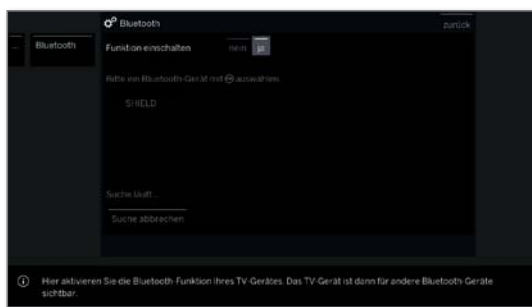 Bluetooth
zurück
... Bluetooth
Funktion einschalten nein ja
Bitte ein Bluetooth-Gerät mit OK auswählen
SHIELD
Suche läuft...
Suche abbrechen
Hier aktivieren Sie die Bluetooth-Funktion Ihres TV-Gerätes. Das TV-Gerät ist dann für andere Bluetooth-Geräte
sichtbar.